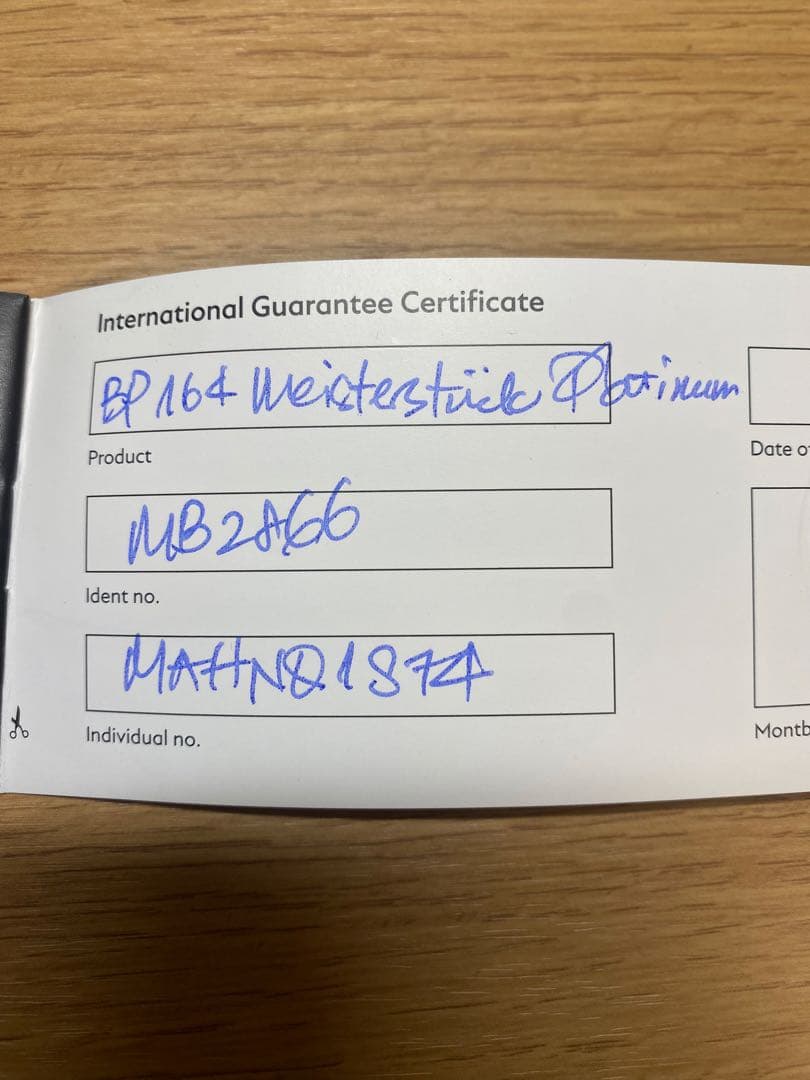 International Guarantee Certificate
BP 164 Meisterstück Platinum
Product
Date o
MB2866
Ident no.
Individual no.
Montb